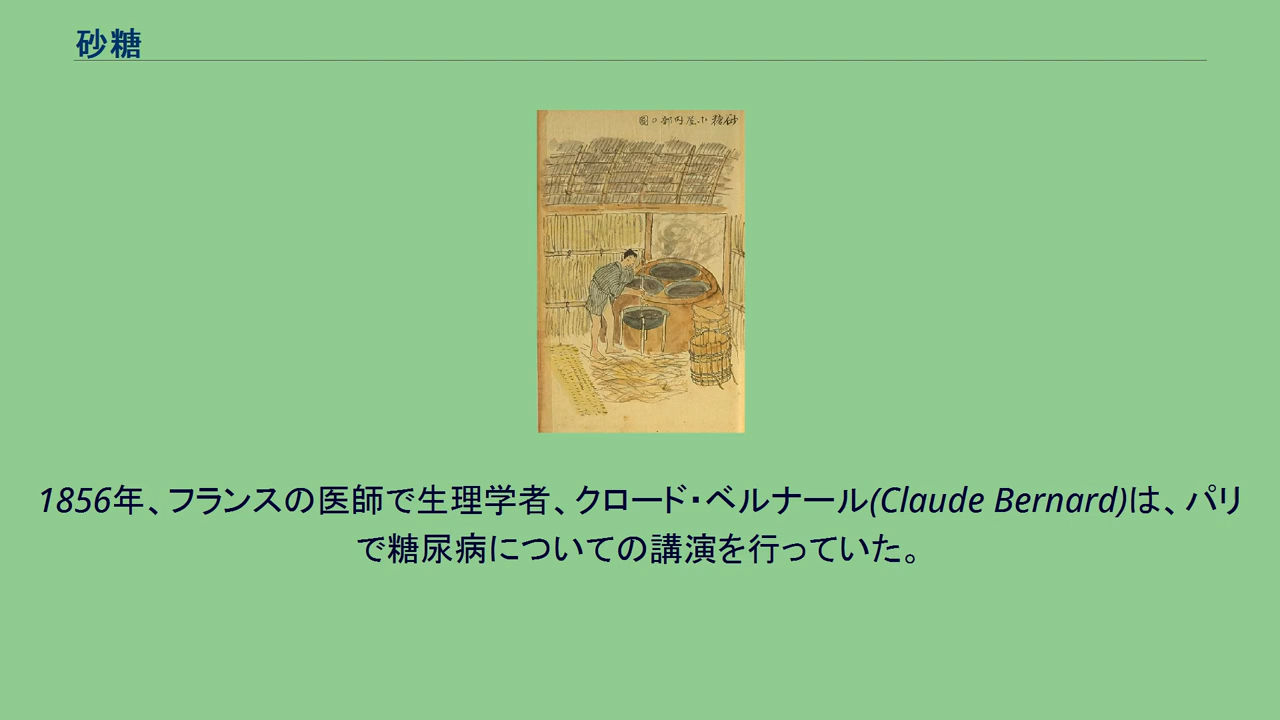 砂糖
砂糖小屋内部の図
1856年、フランスの医師で生理学者、クロード・ベルナール(Claude Bernard)は、パリ
で糖尿病についての講演を行っていた。